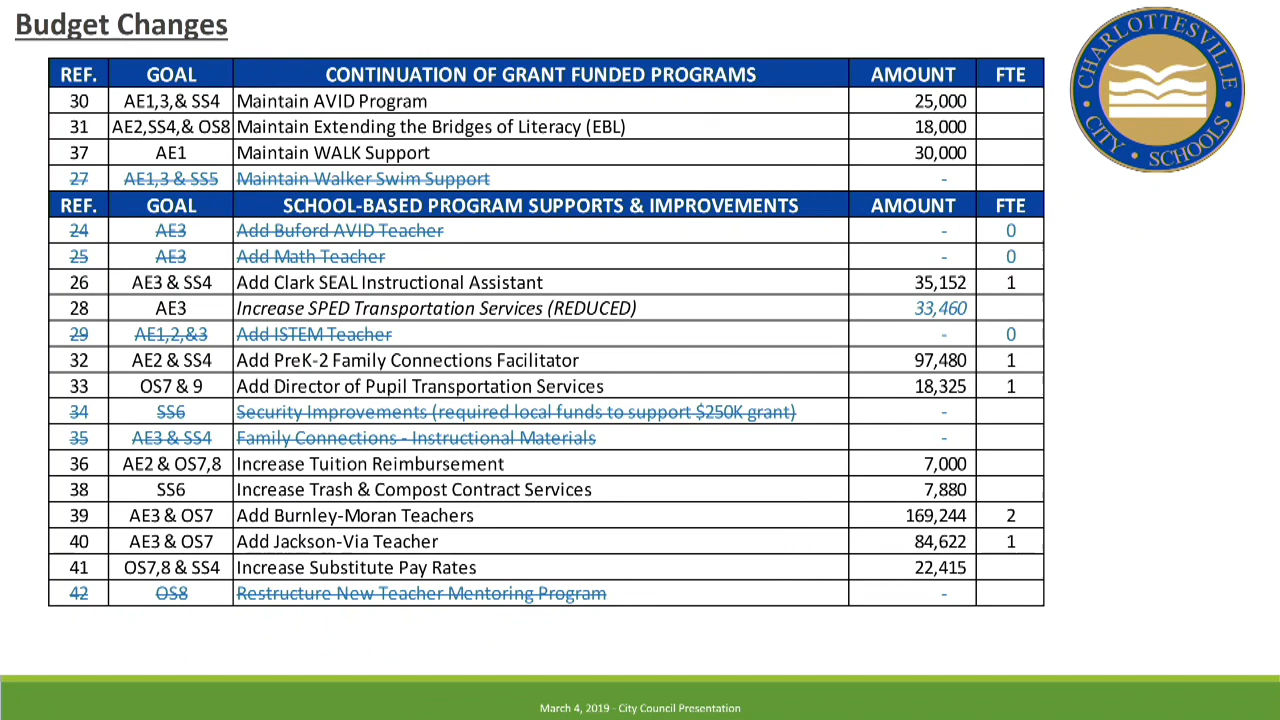 Budget Changes
REF. GOAL CONTINUATION OF GRANT FUNDED PROGRAMS AMOUNT FTE
30 AE1,3,& SS4 Maintain AVID Program 25,000
31 AE2,SS4,& OS8 Maintain Extending the Bridges of Literacy (EBL) 18,000
37 AE1 Maintain WALK Support 30,000
27 AE1,3 & SS5 Maintain Walker Swim Support -
REF. GOAL SCHOOL-BASED PROGRAM SUPPORTS & IMPROVEMENTS AMOUNT FTE
24 AE3 Add Buford AVID Teacher - 0
25 AE3 Add Math Teacher - 0
26 AE3 & SS4 Add Clark SEAL Instructional Assistant 35,152 1
28 AE3 Increase SPED Transportation Services (REDUCED) 33,460
29 AE1,2,&3 Add ISTEM Teacher - 0
32 AE2 & SS4 Add PreK-2 Family Connections Facilitator 97,480 1
33 OS7 & 9 Add Director of Pupil Transportation Services 18,325 1
34 SS6 Security Improvements (required local funds to support $250K grant) -
35 AE3 & SS4 Family Connections - Instructional Materials -
36 AE2 & OS7,8 Increase Tuition Reimbursement 7,000
38 SS6 Increase Trash & Compost Contract Services 7,880
39 AE3 & OS7 Add Burnley-Moran Teachers 169,244 2
40 AE3 & OS7 Add Jackson-Via Teacher 84,622 1
41 OS7,8 & SS4 Increase Substitute Pay Rates 22,415
42 OS8 Restructure New Teacher Mentoring Program -
CHARLOTTESVILLE
CITY • SCHOOLS
March 4, 2019 - City Council Presentation